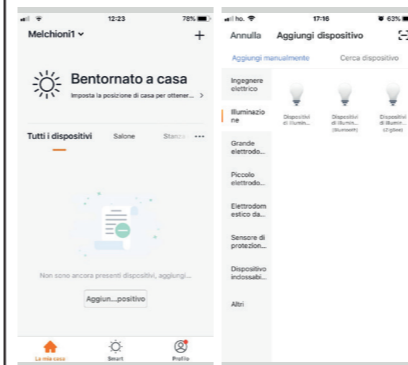 12:23
78%
Melchioni1
+
Bentornato a casa
Imposta la posizione di casa per ottener... >
Tutti i dispositivi
Salone
Stanza
...
Non sono ancora presenti dispositivi, aggiungi...
Aggiun...positivo
La mia casa
Smart
Profilo
ho.
17:16
63%
Annulla
Aggiungi dispositivo
Aggiungi manualmente
Cerca dispositivo
Ingegnere
elettrico
Illuminazio
ne
Grande
elettrodo...
Piccolo
elettrodo...
Elettrodom
estico da...
Sensore di
protezion...
Dispositivo
indossabi...
Altri
Dispositivi
di Illumin...
Dispositivi
di Illumin...
(bluetooth)
Dispositivi
di Illumin...
(Zigbee)